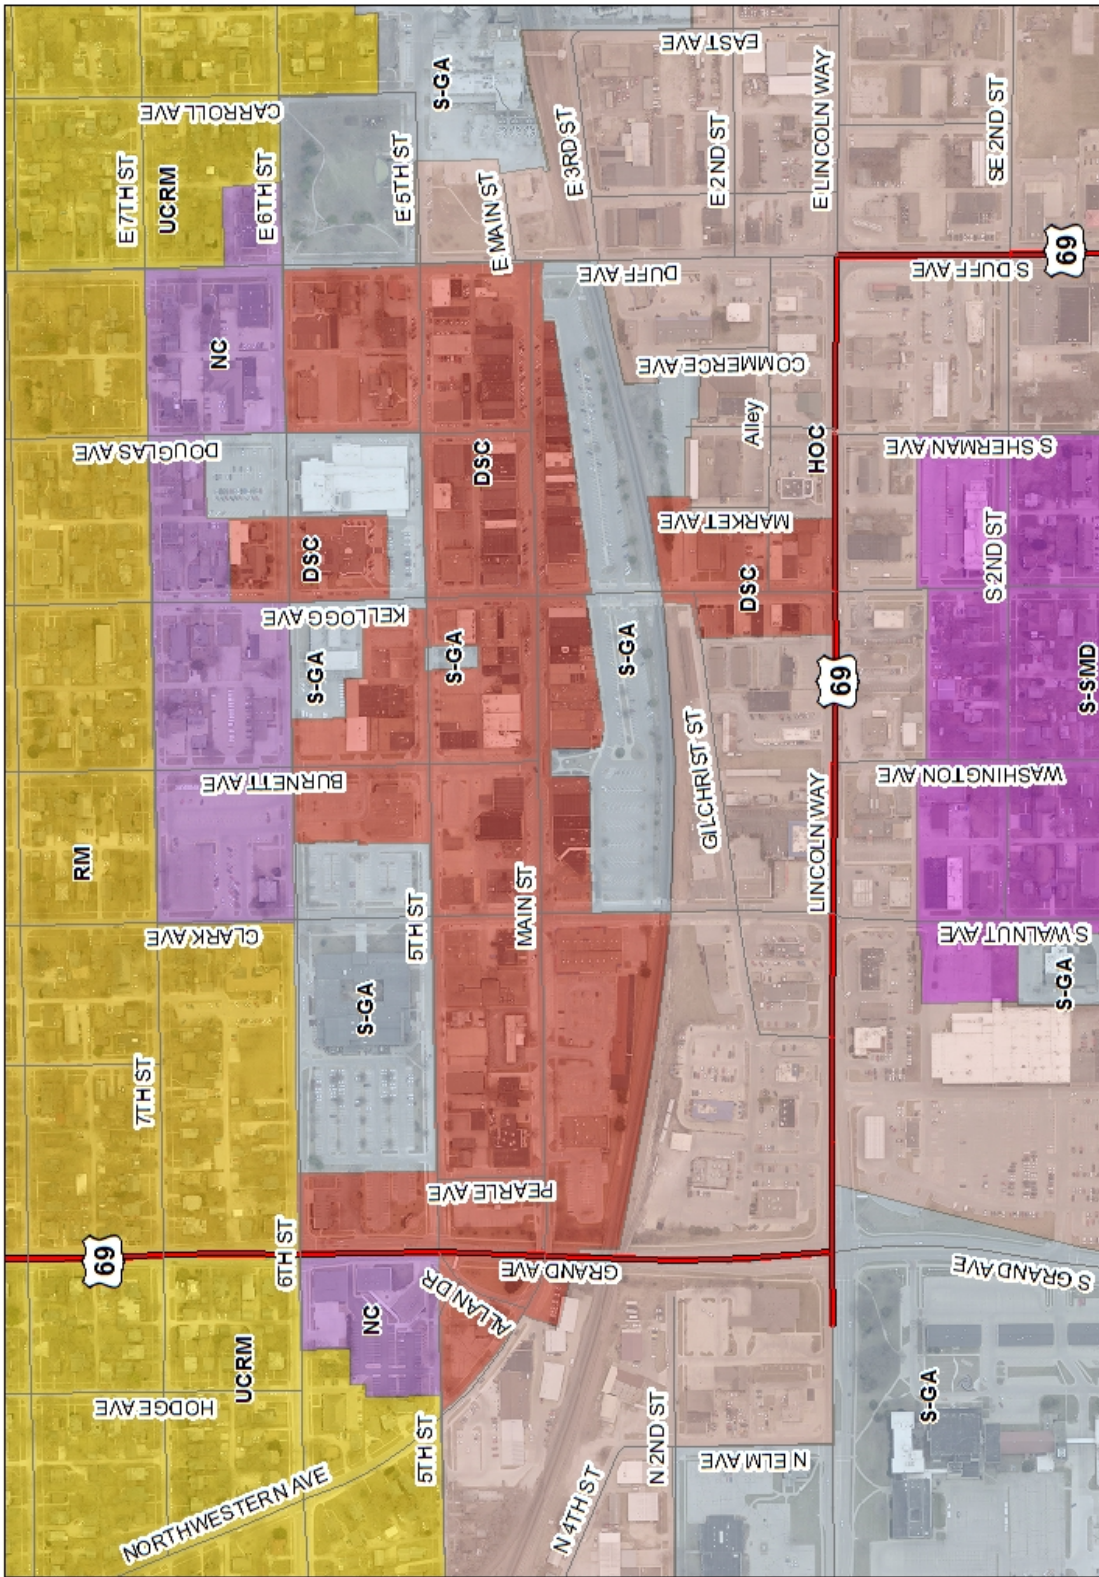 NORTHWESTERN AVE
HODGE AVE
UCRM
69
7TH ST
RM
CLARK AVE
BURNETT AVE
DOUGLAS AVE
NC
E 7TH ST
UCRM
CARROLL AVE
E 6TH ST
6TH ST
NC
ALLAN DR
5TH ST
S-GA
5TH ST
S-GA
KELLOGG AVE
DSC
E 5TH ST
S-GA
PEARLE AVE
MAIN ST
S-GA
DSC
E MAIN ST
N 4TH ST
GRAND AVE
S-GA
DUFF AVE
E 3RD ST
EAST AVE
N 2ND ST
GILCHRIST ST
DSC
MARKET AVE
Alley
COMMERCE AVE
E 2ND ST
N ELM AVE
LINCOLN WAY
69
HOC
E LINCOLN WAY
S-GA
S GRAND AVE
S WALNUT AVE
S-GA
WASHINGTON AVE
S-SMD
S 2ND ST
S SHERMAN AVE
S DUFF AVE
69
SE 2ND ST